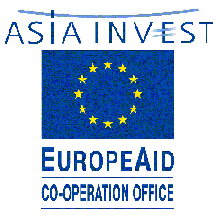 ASIA INVEST
EUROPEAID
CO-OPERATION OFFICE